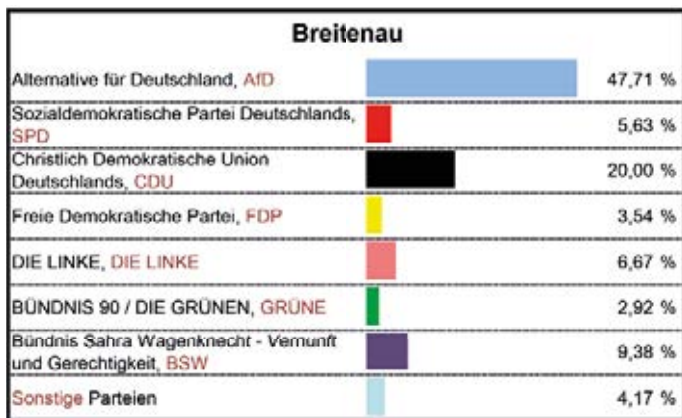 Breitenau
Alternative für Deutschland, AfD 47,71 %
Sozialdemokratische Partei Deutschlands,
SPD 5,63 %
Christlich Demokratische Union
Deutschlands, CDU 20,00 %
Freie Demokratische Partei, FDP 3,54 %
DIE LINKE, DIE LINKE 6,67 %
BÜNDNIS 90 / DIE GRÜNEN, GRÜNE 2,92 %
Bündnis Sahra Wagenknecht - Vernunft
und Gerechtigkeit, BSW 9,38 %
Sonstige Parteien 4,17 %